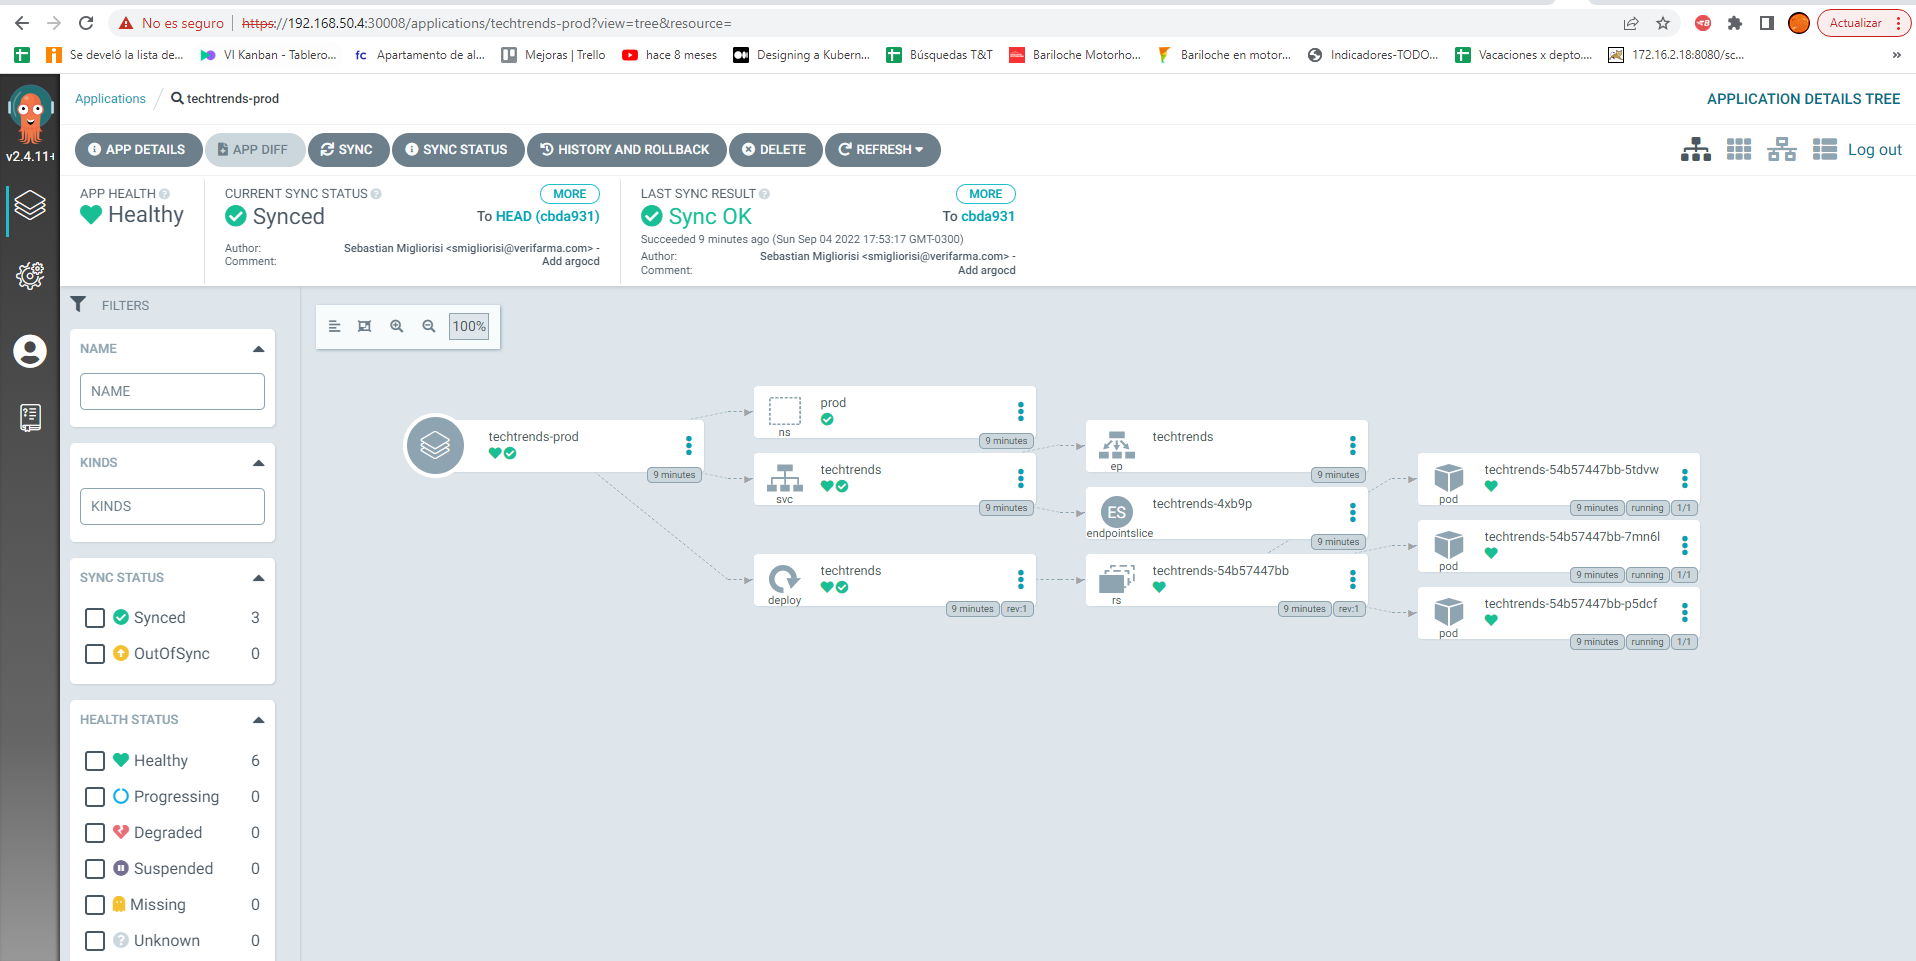 No es seguro
https://192.168.50.4:30008/applications/techtrends-prod?view=tree&resource=
Actualizar
Se develó la lista de...
VI Kanban - Tablero...
fc Apartamento de al...
Mejoras | Trello
hace 8 meses
Designing a Kubern...
Búsquedas T&T
Bariloche Motorho...
Bariloche en motor...
Indicadores-TODO...
Vacaciones x depto....
172.16.2.18:8080/sc...
»
v2.4.11+
Applications
techtrends-prod
APPLICATION DETAILS TREE
APP DETAILS
APP DIFF
SYNC
SYNC STATUS
HISTORY AND ROLLBACK
DELETE
REFRESH
Log out
APP HEALTH
Healthy
CURRENT SYNC STATUS
MORE
Synced
To HEAD (cbda931)
Author: Sebastian Migliorisi <smigliorisi@verifarma.com> -
Comment: Add argocd
LAST SYNC RESULT
MORE
Sync OK
To cbda931
Succeeded 9 minutes ago (Sun Sep 04 2022 17:53:17 GMT-0300)
Author: Sebastian Migliorisi <smigliorisi@verifarma.com> -
Comment: Add argocd
FILTERS
NAME
NAME
KINDS
KINDS
SYNC STATUS
Synced 3
OutOfSync 0
HEALTH STATUS
Healthy 6
Progressing 0
Degraded 0
Suspended 0
Missing 0
Unknown 0
100%
techtrends-prod
9 minutes
prod
ns
9 minutes
techtrends
svc
9 minutes
techtrends
deploy
9 minutes rev:1
techtrends
ep
9 minutes
ES
techtrends-4xb9p
endpointslice
9 minutes
techtrends-54b57447bb
rs
9 minutes rev:1
techtrends-54b57447bb-5tdvw
pod
9 minutes running 1/1
techtrends-54b57447bb-7mn6l
pod
9 minutes running 1/1
techtrends-54b57447bb-p5dcf
pod
9 minutes running 1/1